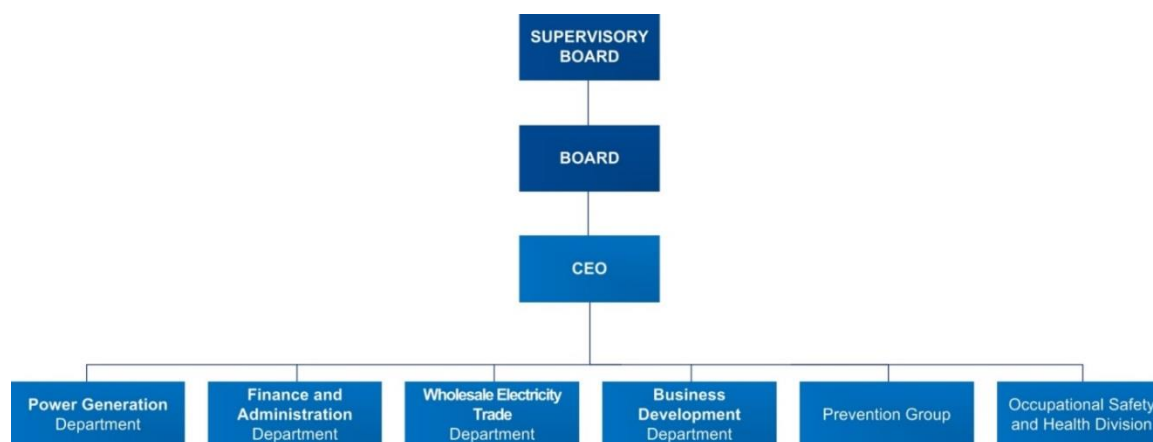 SUPERVISORY
BOARD
BOARD
CEO
Power Generation
Department
Finance and
Administration
Department
Wholesale Electricity
Trade
Department
Business
Development
Department
Prevention Group
Occupational Safety
and Health Division